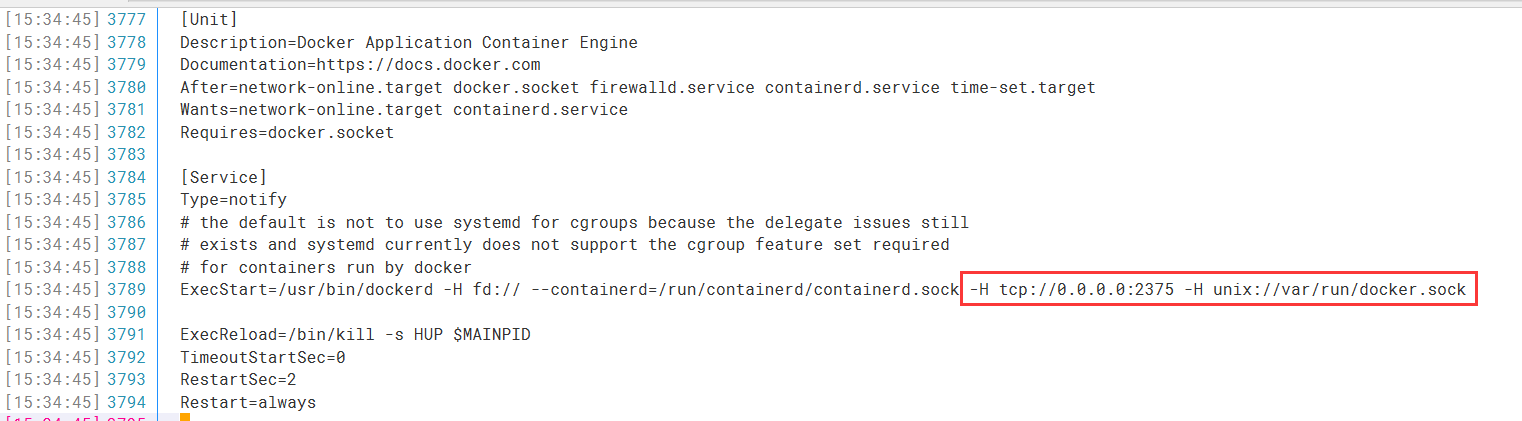 [15:34:45] 3777 [Unit]
[15:34:45] 3778 Description=Docker Application Container Engine
[15:34:45] 3779 Documentation=https://docs.docker.com
[15:34:45] 3780 After=network-online.target docker.socket firewalld.service containerd.service time-set.target
[15:34:45] 3781 Wants=network-online.target containerd.service
[15:34:45] 3782 Requires=docker.socket
[15:34:45] 3783
[15:34:45] 3784 [Service]
[15:34:45] 3785 Type=notify
[15:34:45] 3786 # the default is not to use systemd for cgroups because the delegate issues still
[15:34:45] 3787 # exists and systemd currently does not support the cgroup feature set required
[15:34:45] 3788 # for containers run by docker
[15:34:45] 3789 ExecStart=/usr/bin/dockerd -H fd:// --containerd=/run/containerd/containerd.sock -H tcp://0.0.0.0:2375 -H unix://var/run/docker.sock
[15:34:45] 3790
[15:34:45] 3791 ExecReload=/bin/kill -s HUP $MAINPID
[15:34:45] 3792 TimeoutStartSec=0
[15:34:45] 3793 RestartSec=2
[15:34:45] 3794 Restart=always